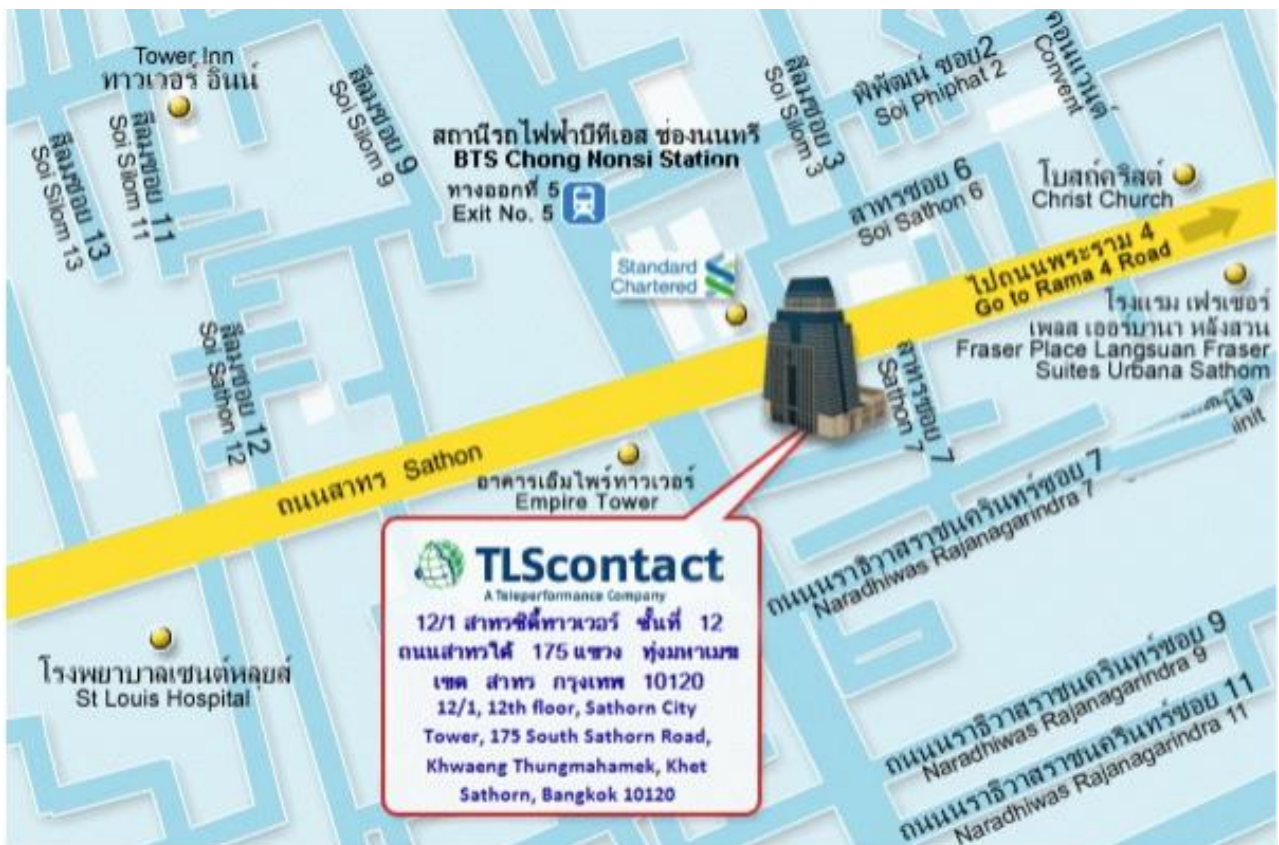 Tower Inn
ทาวเวอร์ อินน์
สีลมซอย 13
Soi Silom 13
สีลมซอย 11
Soi Silom 11
สีลมซอย 9
Soi Silom 9
สถานีรถไฟฟ้าบีทีเอส ช่องนนทรี
BTS Chong Nonsi Station
ทางออกที่ 5
Exit No. 5
สีลมซอย 3
Soi Silom 3
พิพัฒน์ ซอย2
Soi Phiphat 2
คอนแวนต์
Convent
สาทรซอย 6
Soi Sathon 6
โบสถ์คริสต์
Christ Church
Standard
Chartered
ไปถนนพระราม 4
Go to Rama 4 Road
โรงแรม เฟรเซอร์
เพลส เออร์บานา หลังสวน
Fraser Place Langsuan Fraser
Suites Urbana Sathorn
สีลมซอย 12
Soi Sathon 12
สาทรซอย 7
Sathon 7
ถนนสาทร Sathon
อาคารเอ็มไพร์ทาวเวอร์
Empire Tower
ถนนนราธิวาสราชนครินทร์ซอย 7
Naradhiwas Rajanagarindra 7
TLScontact
A Teleperformance Company
12/1 สาทรซิตี้ทาวเวอร์ ชั้นที่ 12
ถนนสาทรใต้ 175 แขวง ทุ่งมหาเมฆ
เขต สาทร กรุงเทพ 10120
12/1, 12th floor, Sathorn City
Tower, 175 South Sathorn Road,
Khwaeng Thungmahamek, Khet
Sathorn, Bangkok 10120
โรงพยาบาลเซนต์หลุยส์
St Louis Hospital
ถนนนราธิวาสราชนครินทร์ซอย 9
Naradhiwas Rajanagarindra 9
ถนนนราธิวาสราชนครินทร์ซอย 11
Naradhiwas Rajanagarindra 11